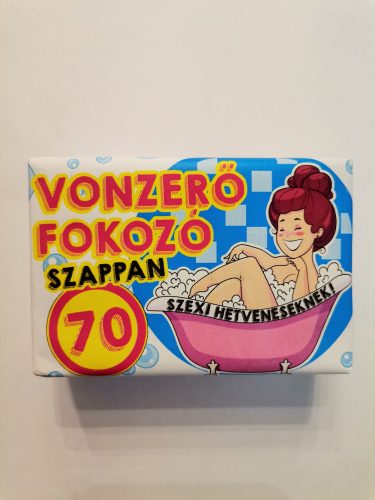 VONZERŐ
FOKOZÓ
SZAPPAN
70
SZEXI HETVENESEKNEK!